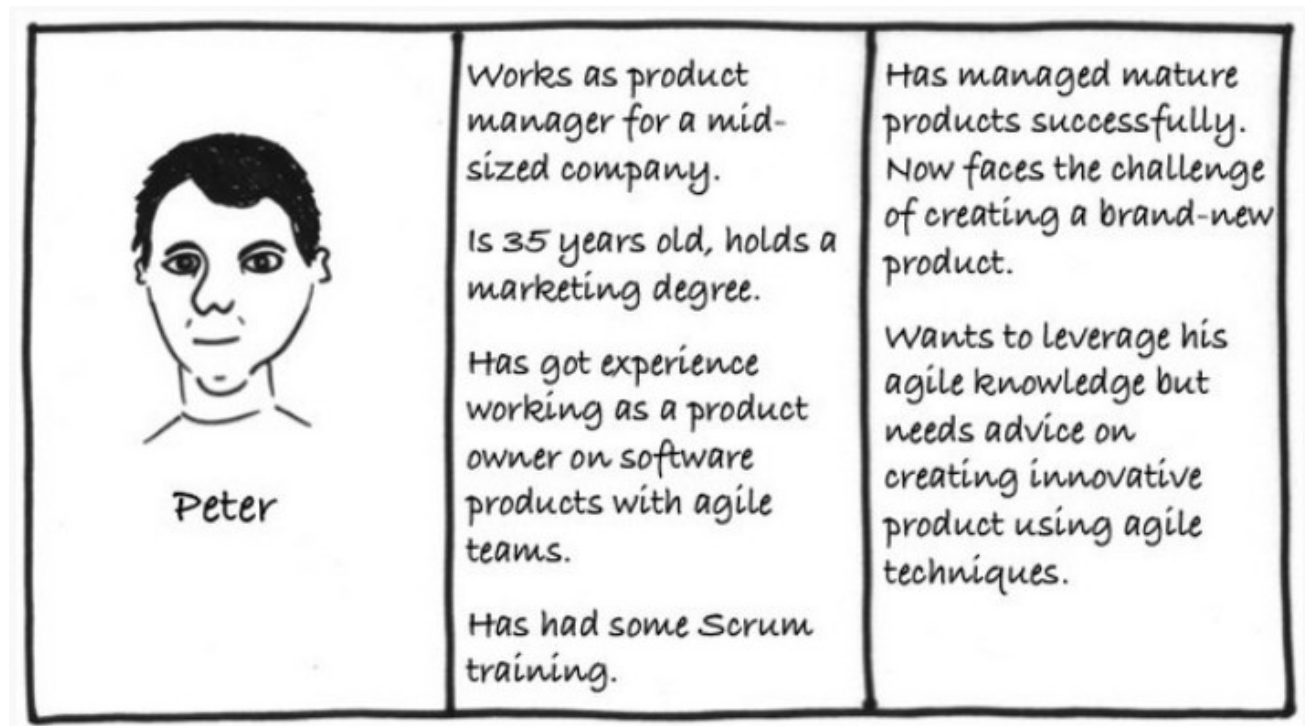 Peter
Works as product
manager for a mid-
sized company.
Is 35 years old, holds a
marketing degree.
Has got experience
working as a product
owner on software
products with agile
teams.
Has had some Scrum
training.
Has managed mature
products successfully.
Now faces the challenge
of creating a brand-new
product.
Wants to leverage his
agile knowledge but
needs advice on
creating innovative
product using agile
techniques.